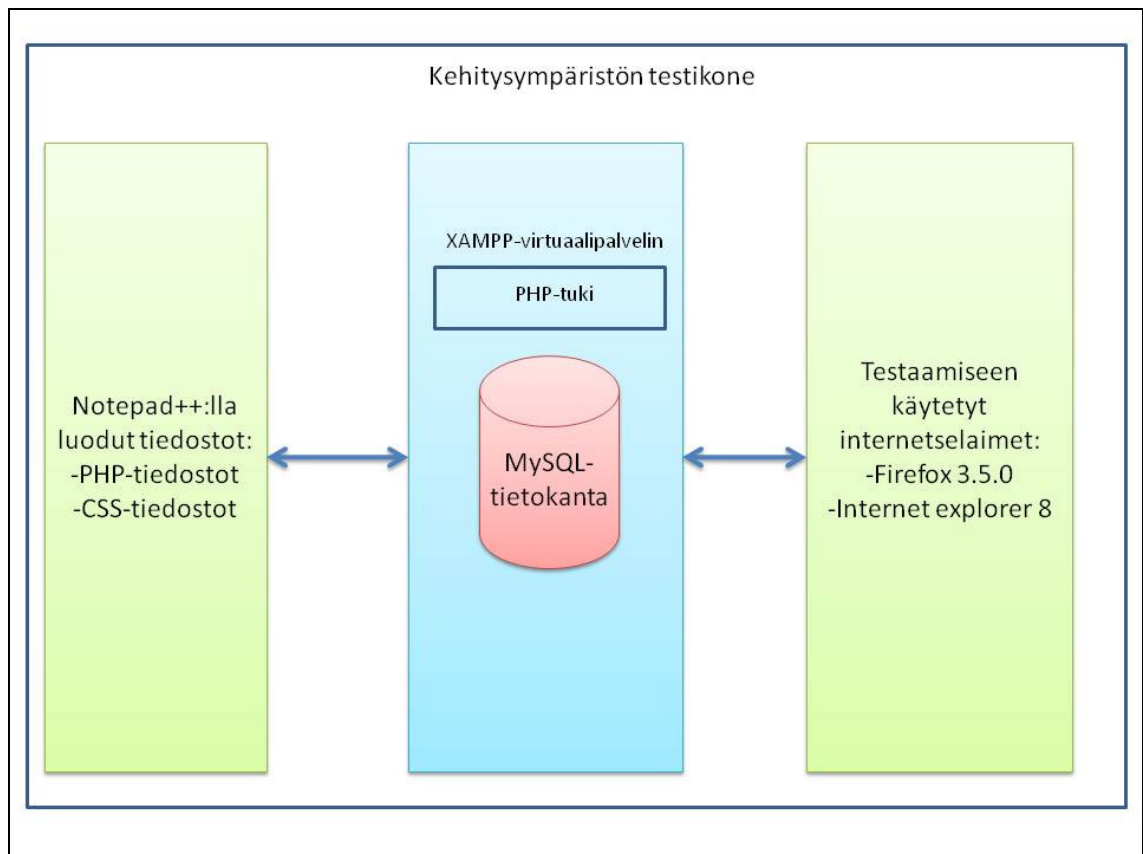 Kehitysympäristön testikone
Notepad++:lla
luodut tiedostot:
-PHP-tiedostot
-CSS-tiedostot
XAMPP-virtuaalipalvelin
PHP-tuki
MySQL-
tietokanta
Testaamiseen
käytetyt
internetselaimet:
-Firefox 3.5.0
-Internet explorer 8